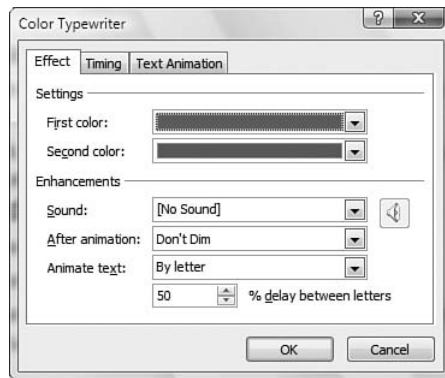 Color Typewriter
Effect Timing Text Animation
Settings
First color:
Second color:
Enhancements
Sound: [No Sound]
After animation: Don't Dim
Animate text: By letter
50 % delay between letters
OK Cancel